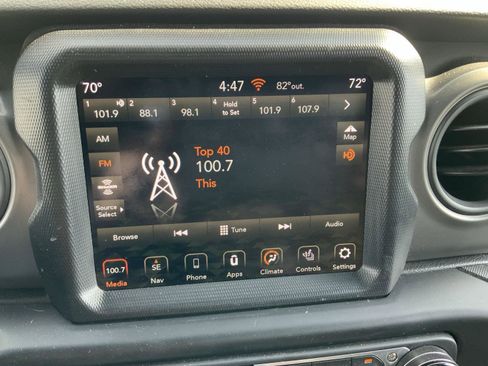 70° 4:47 82°out. 72°
1 2 3 4 Hold to Set 5 6
101.9 88.1 98.1 101.9 107.9
AM
FM
Source
Select
Top 40
100.7
This
Map
Browse Tune Audio
100.7 SE
Media Nav Phone Apps Climate Controls Settings